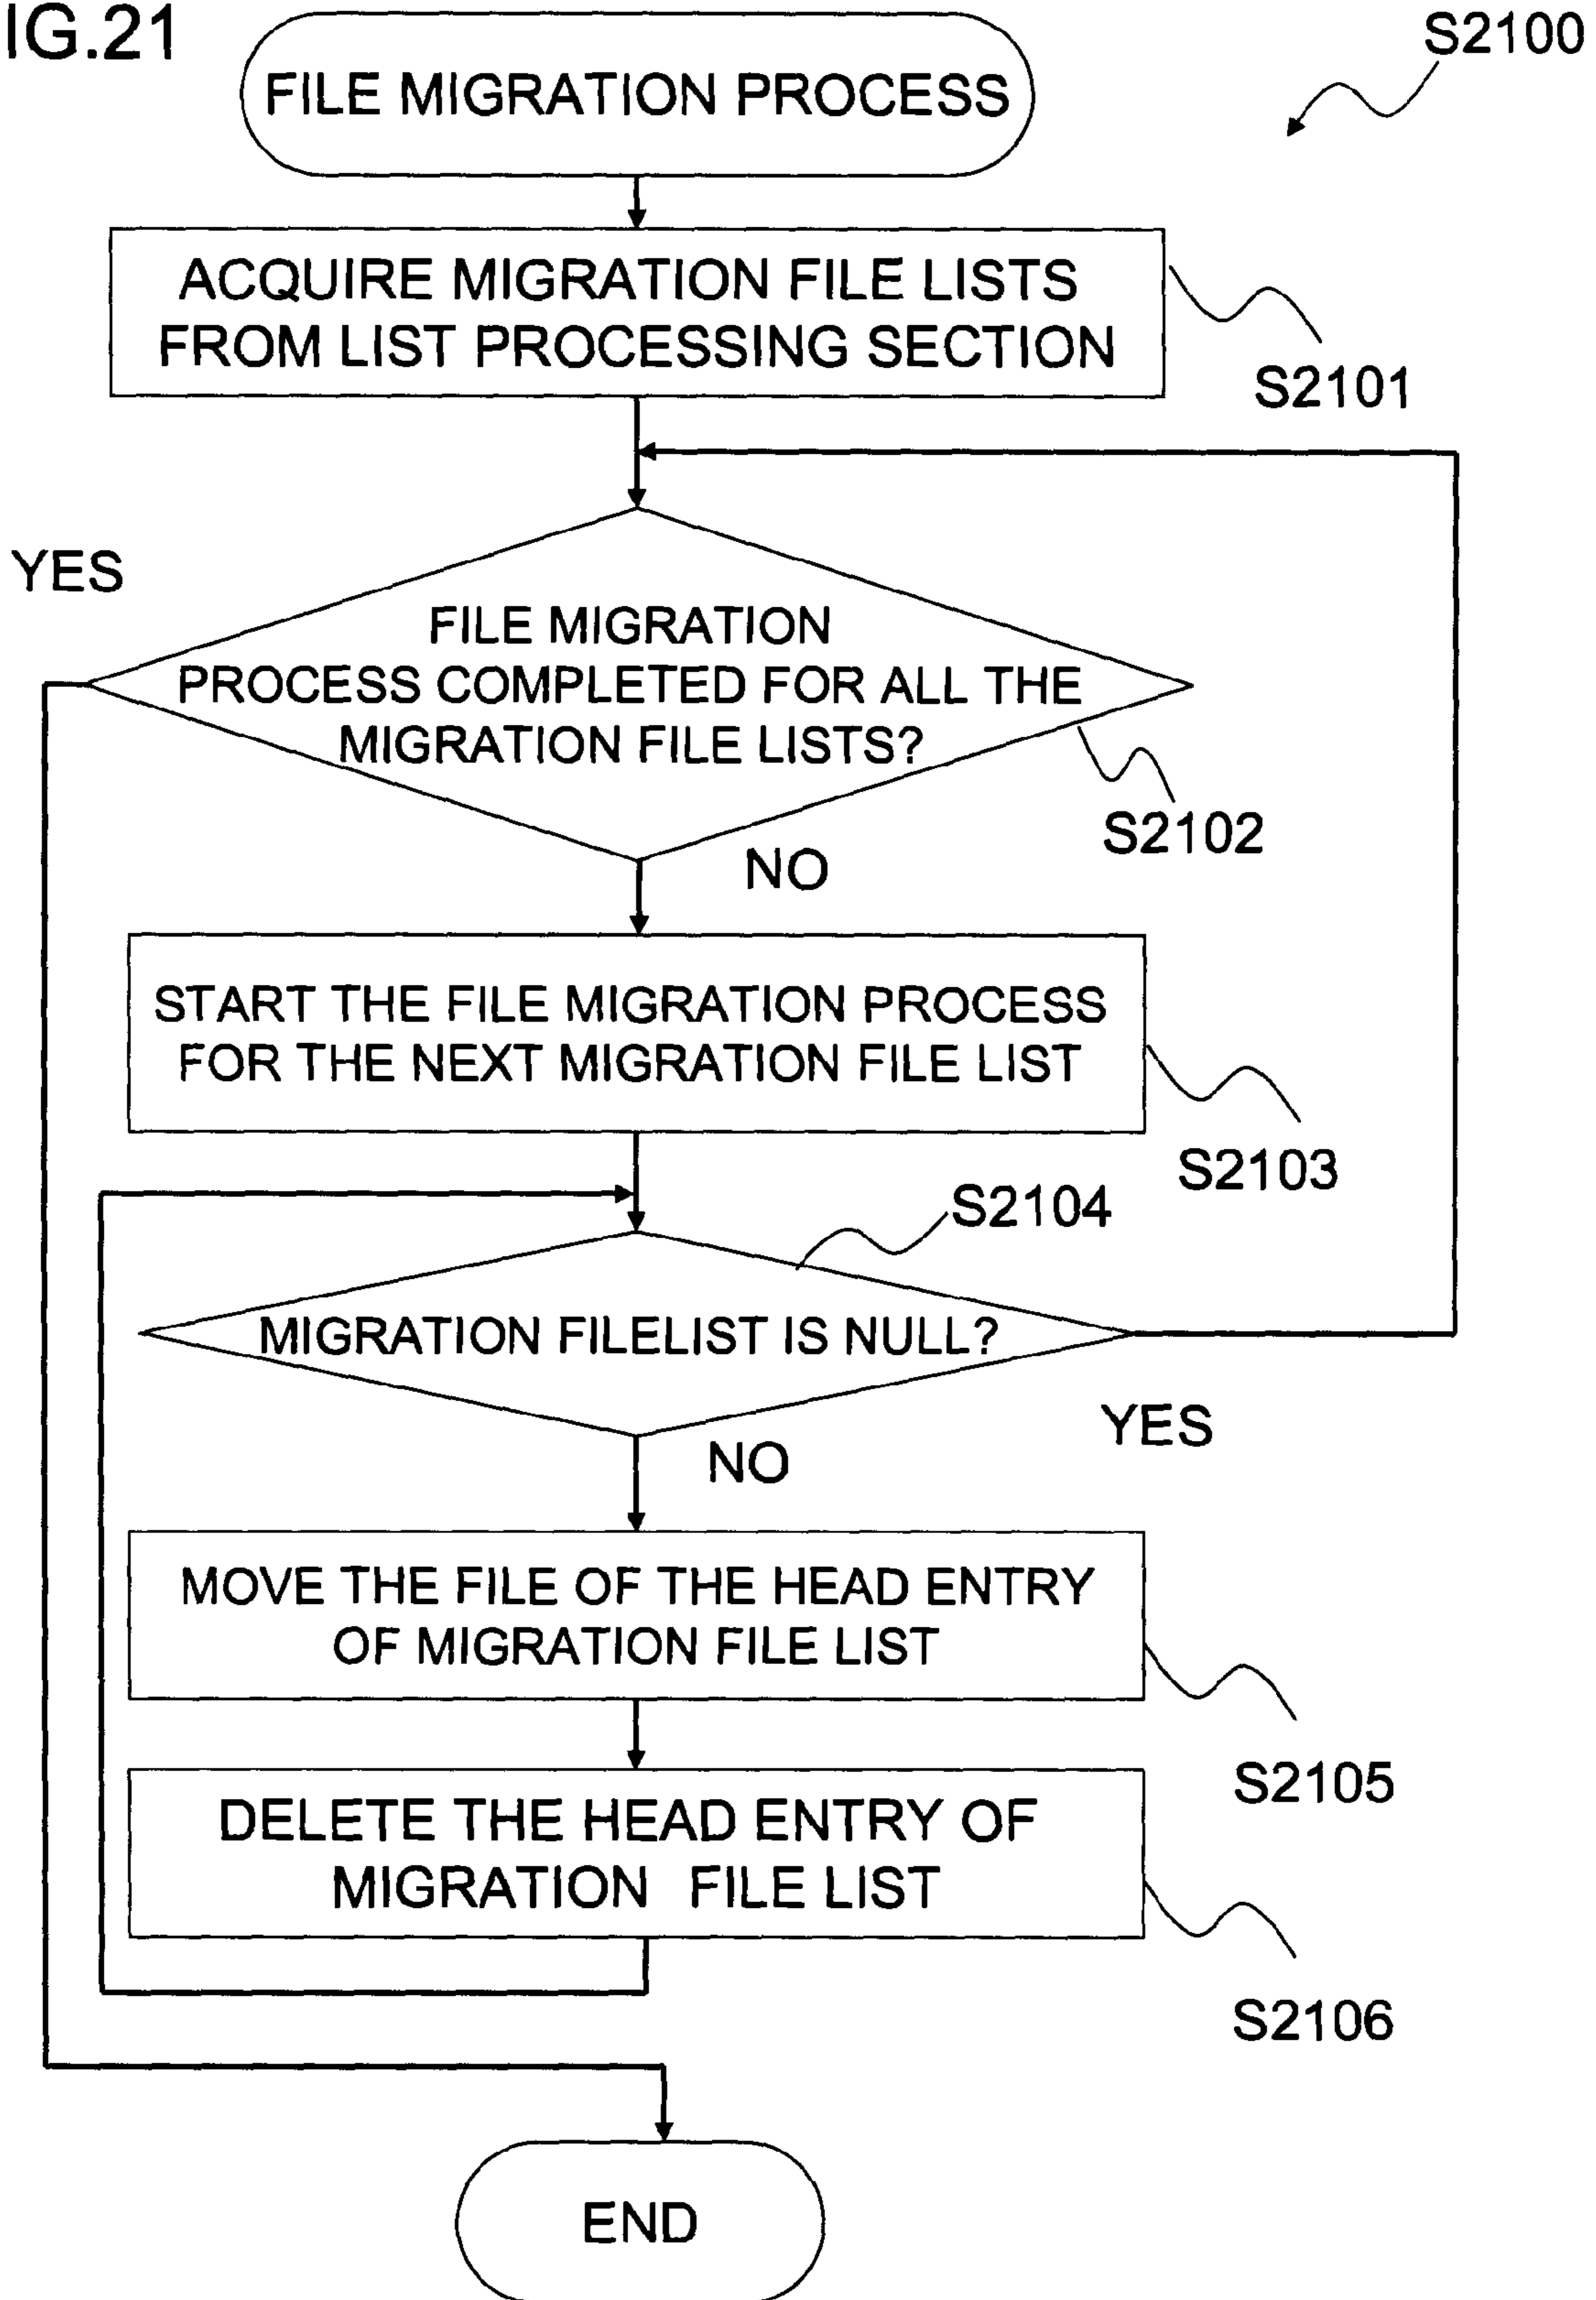 IG.21
S2100
FILE MIGRATION PROCESS
ACQUIRE MIGRATION FILE LISTS
FROM LIST PROCESSING SECTION
S2101
YES
FILE MIGRATION
PROCESS COMPLETED FOR ALL THE
MIGRATION FILE LISTS?
S2102
NO
START THE FILE MIGRATION PROCESS
FOR THE NEXT MIGRATION FILE LIST
S2103
S2104
MIGRATION FILELIST IS NULL?
YES
NO
MOVE THE FILE OF THE HEAD ENTRY
OF MIGRATION FILE LIST
S2105
DELETE THE HEAD ENTRY OF
MIGRATION FILE LIST
S2106
END